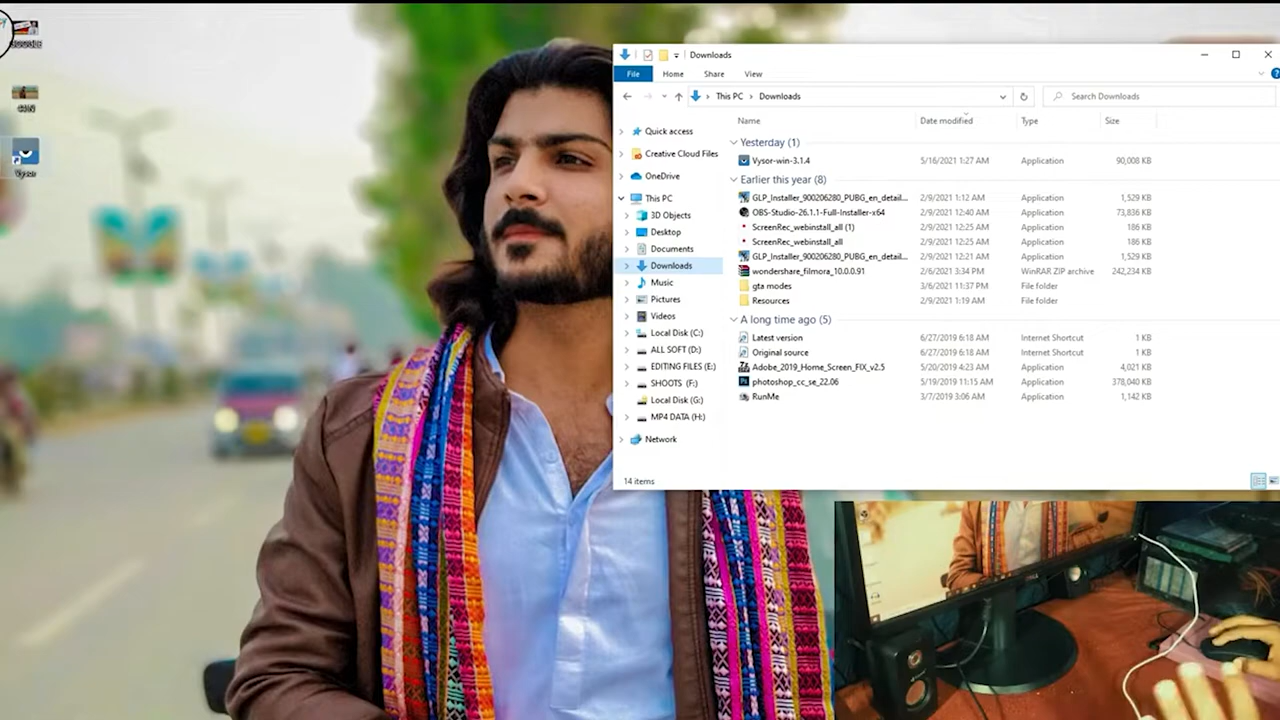 GOOGLE
Vysor
Downloads
File Home Share View
This PC > Downloads
Search Downloads
Name Date modified Type Size
Quick access
Creative Cloud Files
OneDrive
This PC
3D Objects
Desktop
Documents
Downloads
Music
Pictures
Videos
Local Disk (C:)
ALL SOFT (D:)
EDITING FILES (E:)
SHOOTS (F:)
Local Disk (G:)
MP4 DATA (H:)
Network
Yesterday (1)
Vysor-win-3.1.4 5/16/2021 1:27 AM Application 90,008 KB
Earlier this year (8)
GLP_Installer_900206280_PUBG_en_detail... 2/9/2021 1:12 AM Application 1,529 KB
OBS-Studio-26.1.1-Full-Installer-x64 2/9/2021 12:40 AM Application 73,836 KB
ScreenRec_webinstall_all (1) 2/9/2021 12:25 AM Application 186 KB
ScreenRec_webinstall_all 2/9/2021 12:25 AM Application 186 KB
GLP_Installer_900206280_PUBG_en_detail... 2/9/2021 12:21 AM Application 1,529 KB
wondershare_filmora_10.0.0.91 2/6/2021 3:34 PM WinRAR ZIP archive 242,234 KB
gta modes 3/6/2021 11:37 PM File folder
Resources 2/9/2021 1:19 AM File folder
A long time ago (5)
Latest version 6/27/2019 6:18 AM Internet Shortcut 1 KB
Original source 6/27/2019 6:18 AM Internet Shortcut 1 KB
Adobe_2019_Home_Screen_FIX_v2.5 5/20/2019 4:23 AM Application 4,021 KB
photoshop_cc_se_22.06 5/19/2019 11:15 AM Application 378,040 KB
RunMe 3/7/2019 3:06 AM Application 1,142 KB
14 items